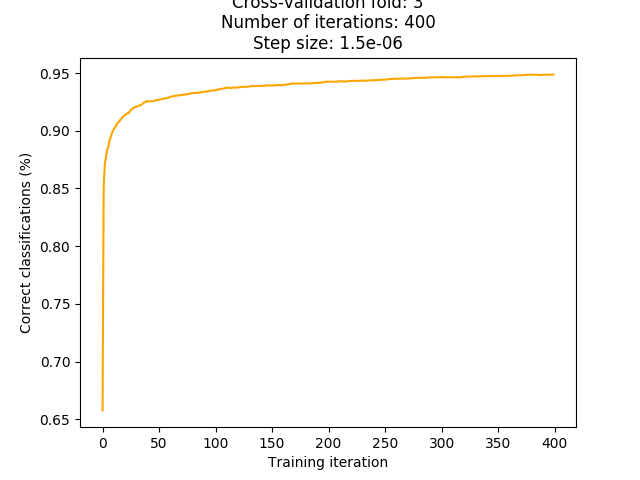 Cross-validation fold: 3
Number of iterations: 400
Step size: 1.5e-06
0.95
0.90
0.85
0.80
0.75
0.70
0.65
Correct classifications (%)
0 50 100 150 200 250 300 350 400
Training iteration